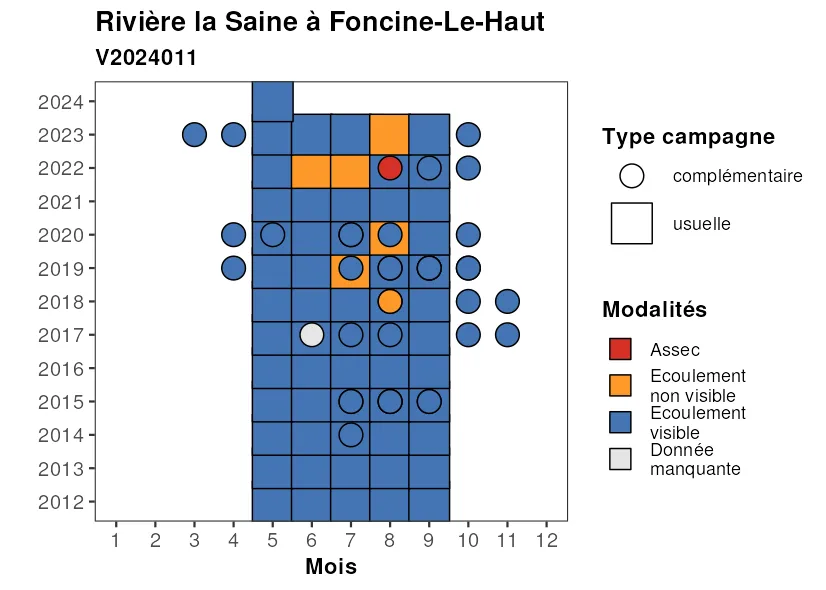 Rivière la Saine à Foncine-Le-Haut
V2024011
2024
2023
2022
2021
2020
2019
2018
2017
2016
2015
2014
2013
2012
1 2 3 4 5 6 7 8 9 10 11 12
Mois
Type campagne
complémentaire
usuelle
Modalités
Assec
Ecoulement
non visible
Ecoulement
visible
Donnée
manquante